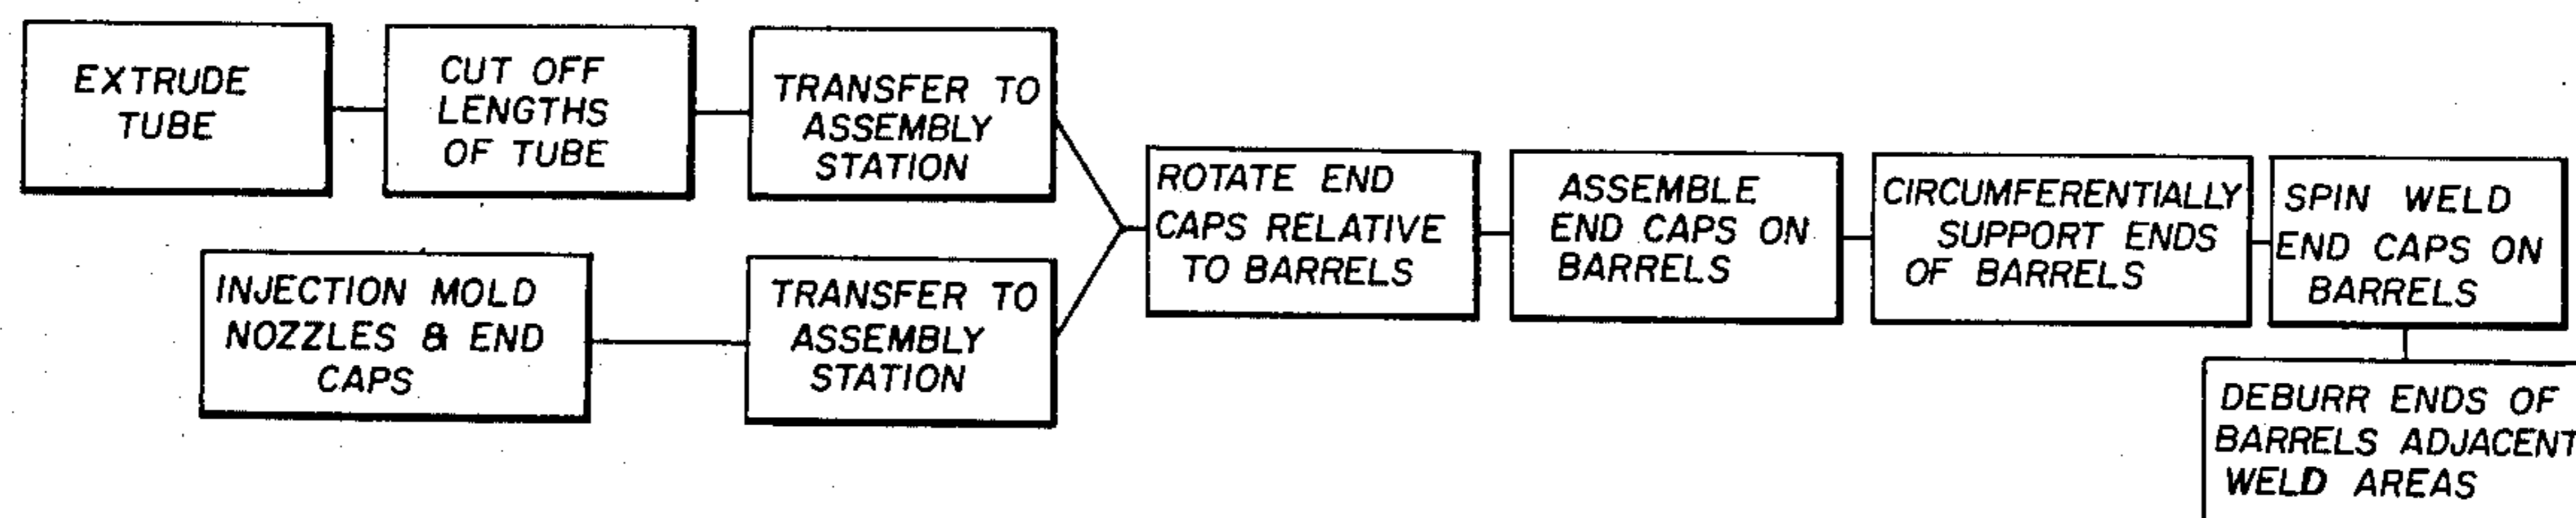 EXTRUDE
TUBE
CUT OFF
LENGTHS
OF TUBE
TRANSFER TO
ASSEMBLY
STATION
INJECTION MOLD
NOZZLES & END
CAPS
TRANSFER TO
ASSEMBLY
STATION
ROTATE END
CAPS RELATIVE
TO BARRELS
ASSEMBLE
END CAPS ON
BARRELS
CIRCUMFERENTIALLY
SUPPORT ENDS
OF BARRELS
SPIN WELD
END CAPS ON
BARRELS
DEBURR ENDS OF
BARRELS ADJACENT
WELD AREAS